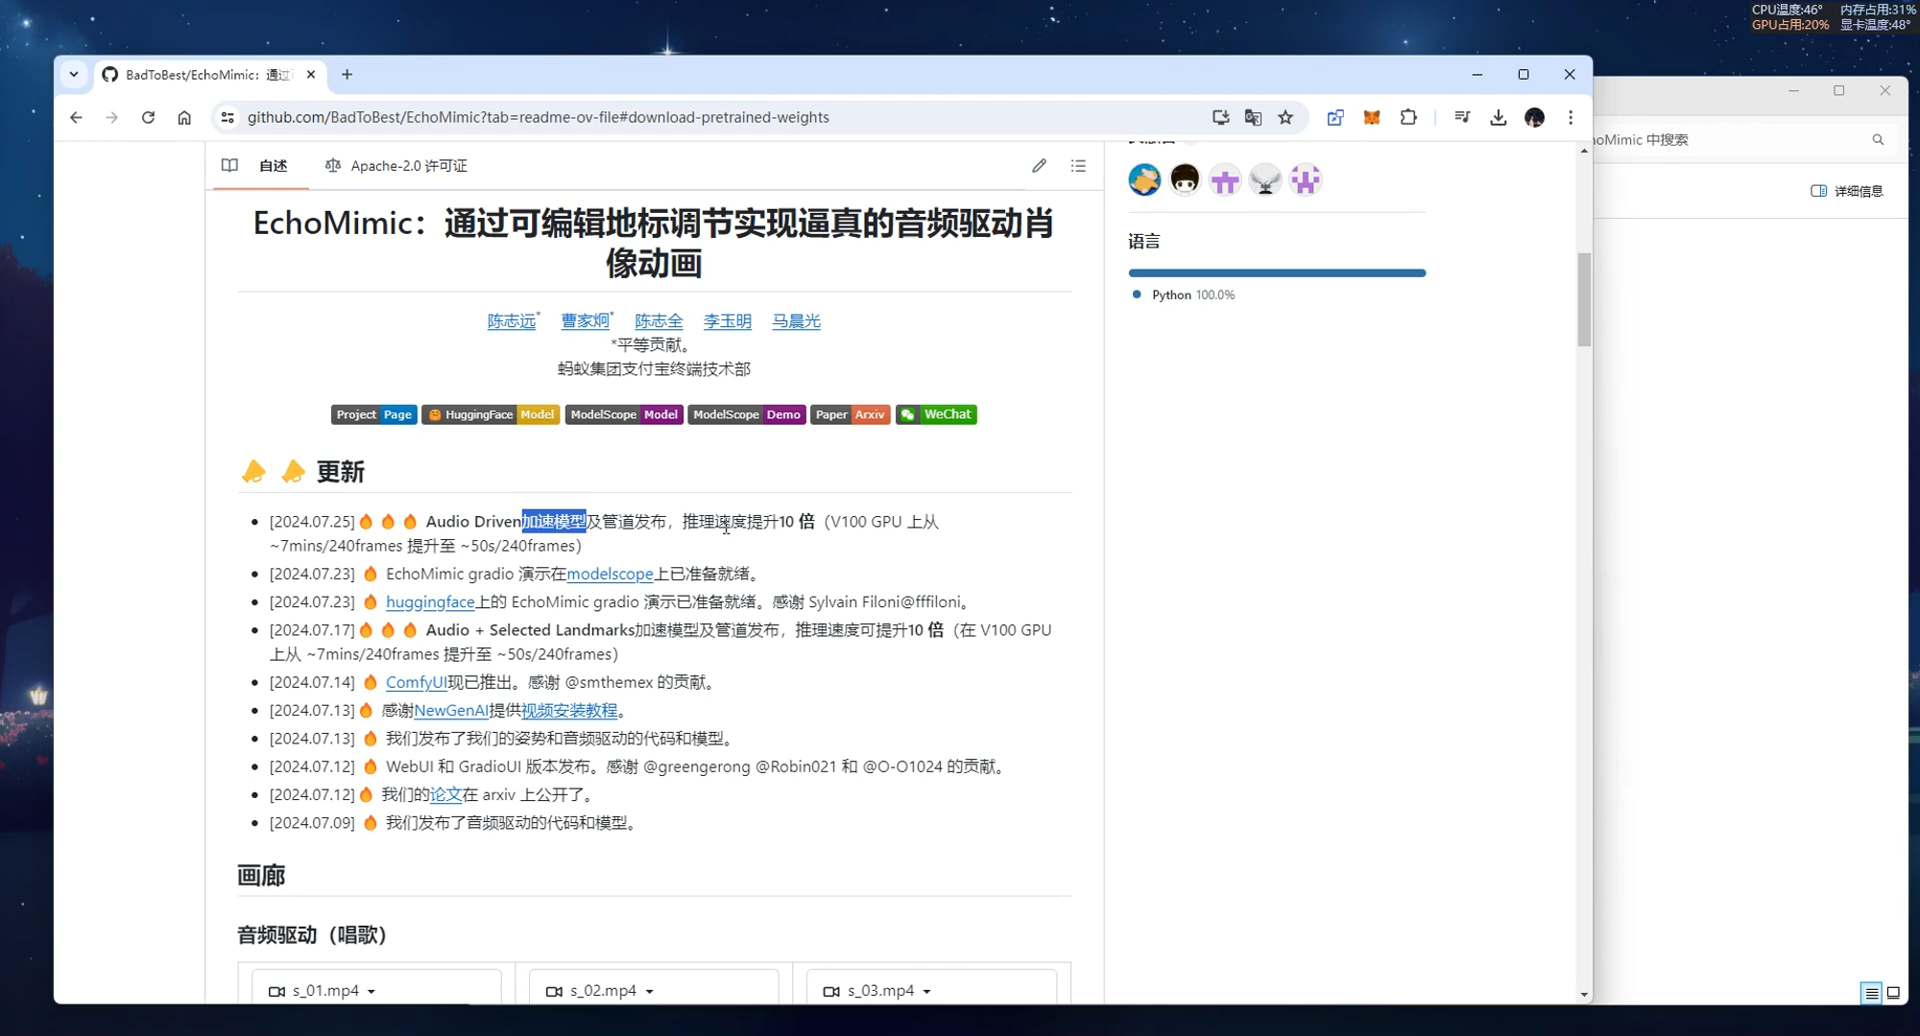 CPU温度:46° 内存占用:31%
GPU占用:20% 显卡温度:48°
BadToBest/EchoMimic: 通过
github.com/BadToBest/EchoMimic?tab=readme-ov-file#download-pretrained-weights
oMimic 中搜索
自述
Apache-2.0 许可证
详细信息
EchoMimic：通过可编辑地标调节实现逼真的音频驱动肖
像动画
语言
Python 100.0%
陈志远* 曹家炯* 陈志全 李玉明 马晨光
*平等贡献。
蚂蚁集团支付宝终端技术部
Project Page HuggingFace Model ModelScope Model ModelScope Demo Paper Arxiv WeChat
更新
[2024.07.25] Audio Driven加速模型及管道发布，推理速度提升10 倍（V100 GPU 上从
~7mins/240frames 提升至 ~50s/240frames）
[2024.07.23] EchoMimic gradio 演示在modelscope上已准备就绪。
[2024.07.23] huggingface上的 EchoMimic gradio 演示已准备就绪。感谢 Sylvain Filoni@fffiloni。
[2024.07.17] Audio + Selected Landmarks加速模型及管道发布，推理速度可提升10 倍（在 V100 GPU
上从 ~7mins/240frames 提升至 ~50s/240frames）
[2024.07.14] ComfyUI现已推出。感谢 @smthemex 的贡献。
[2024.07.13] 感谢NewGenAI提供视频安装教程。
[2024.07.13] 我们发布了我们的姿势和音频驱动的代码和模型。
[2024.07.12] WebUI 和 GradioUI 版本发布。感谢 @greengerong @Robin021 和 @O-O1024 的贡献。
[2024.07.12] 我们的论文在 arxiv 上公开了。
[2024.07.09] 我们发布了音频驱动的代码和模型。
画廊
音频驱动（唱歌）
s_01.mp4 s_02.mp4 s_03.mp4